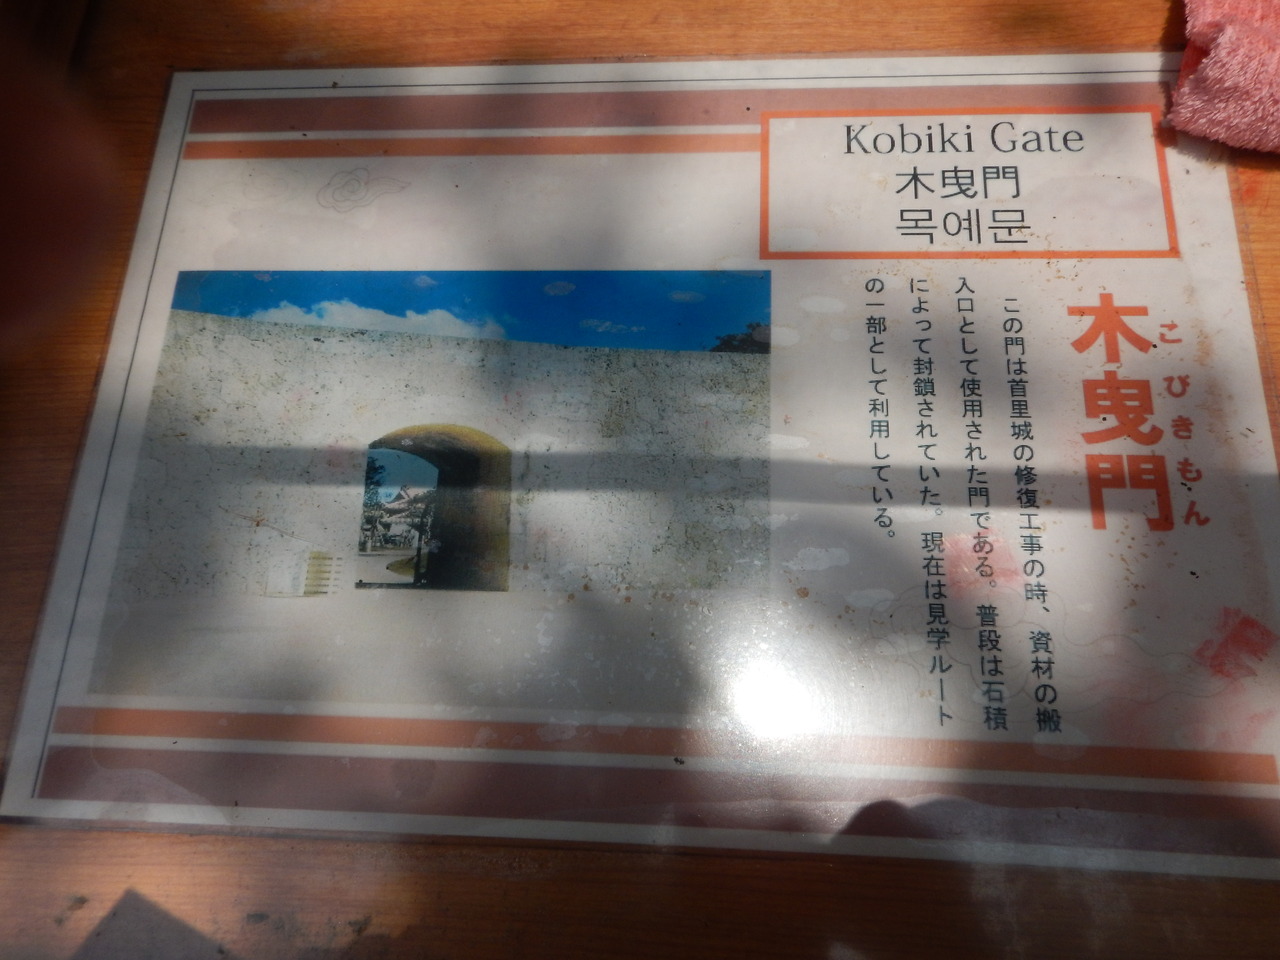 Kobiki Gate
木曳門
목예문
木曳門
こびきもん
この門は首里城の修復工事の時、資材の搬
入口として使用された門である。普段は石積
によって封鎖されていた。現在は見学ルート
の一部として利用している。